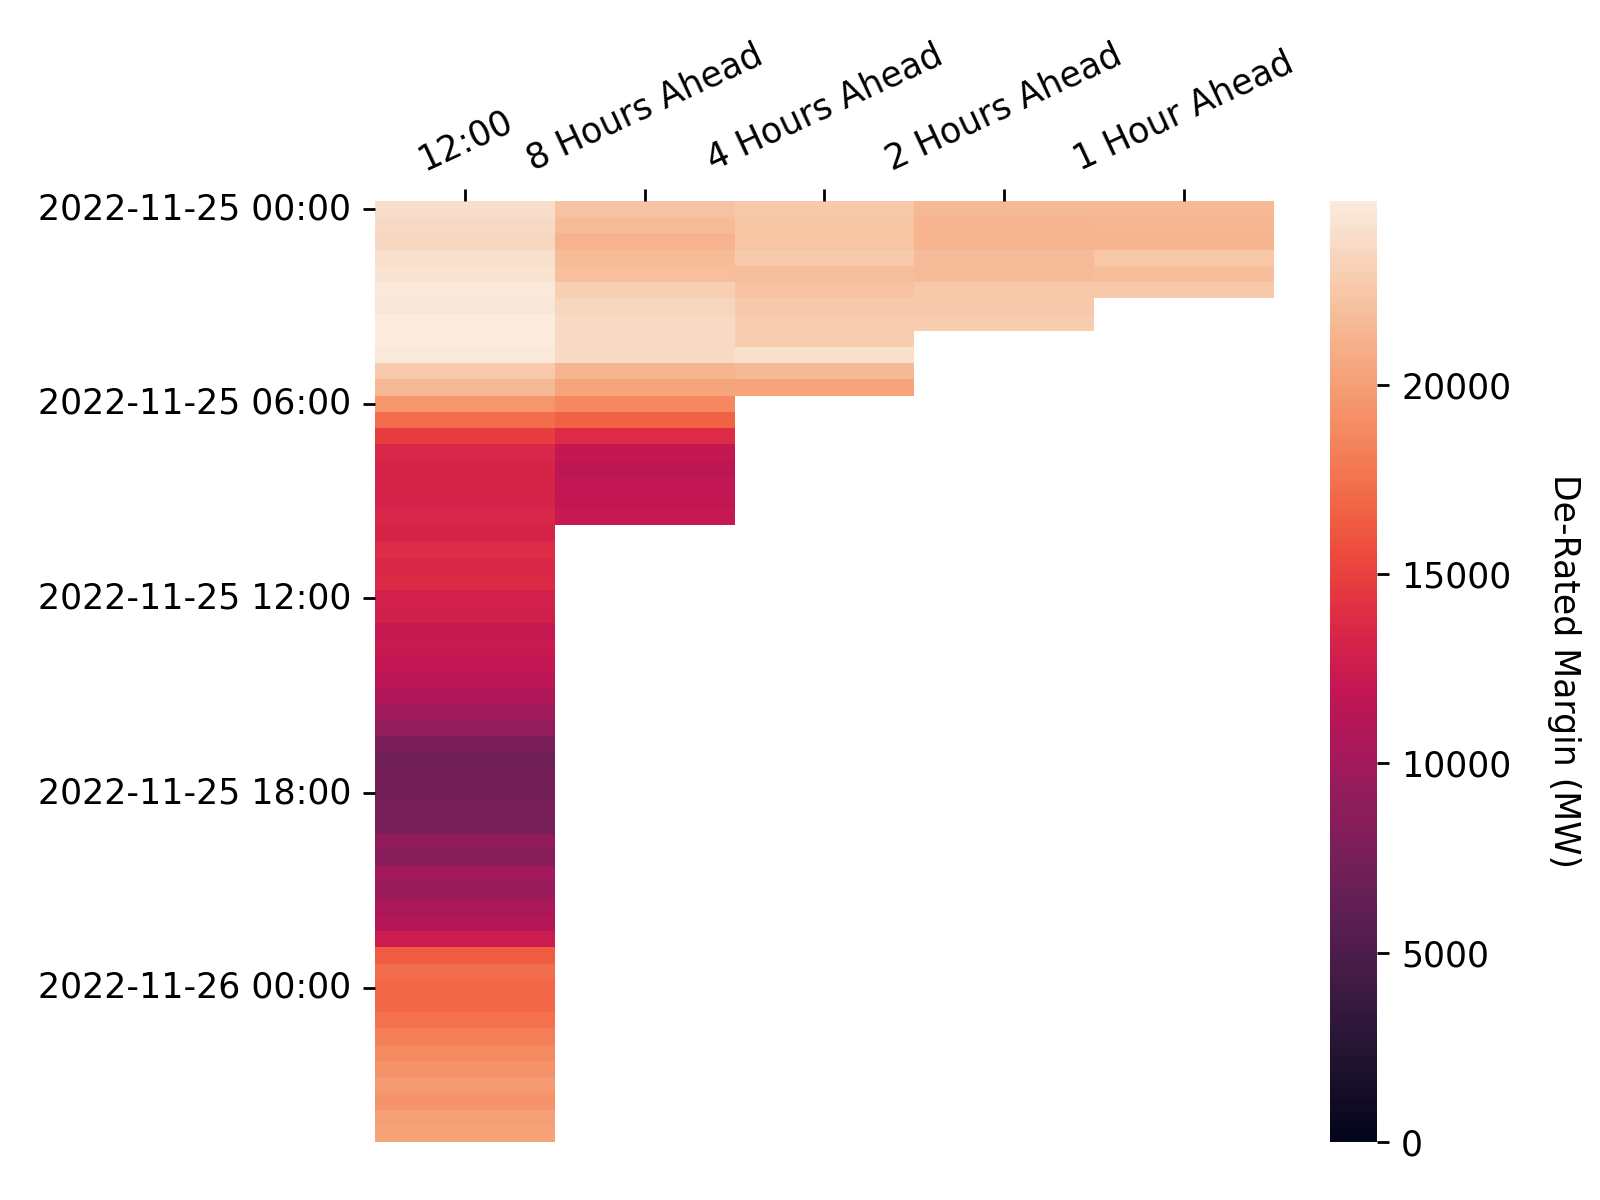 12:00
8 Hours Ahead
4 Hours Ahead
2 Hours Ahead
1 Hour Ahead
2022-11-25 00:00
2022-11-25 06:00
2022-11-25 12:00
2022-11-25 18:00
2022-11-26 00:00
20000
15000
10000
5000
0
De-Rated Margin (MW)